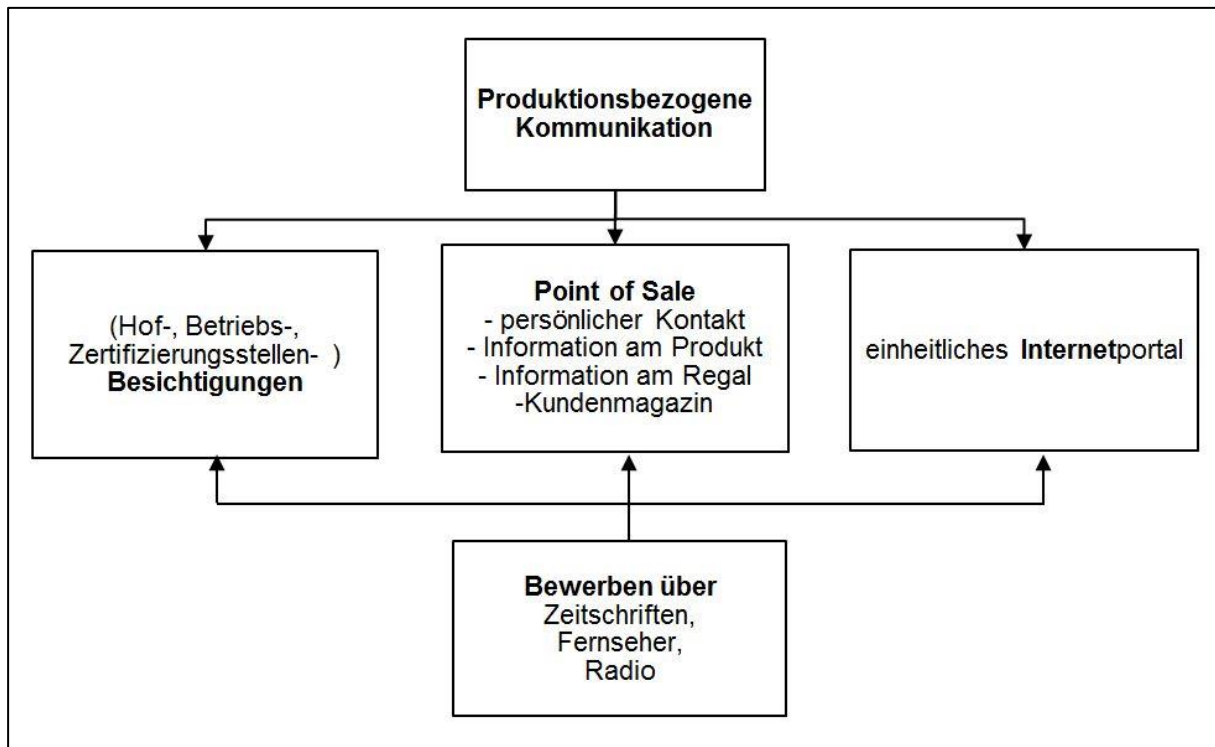 Produktionsbezogene
Kommunikation
(Hof-, Betriebs-,
Zertifizierungsstellen- )
Besichtigungen
Point of Sale
- persönlicher Kontakt
- Information am Produkt
- Information am Regal
-Kundenmagazin
einheitliches Internetportal
Bewerben über
Zeitschriften,
Fernseher,
Radio